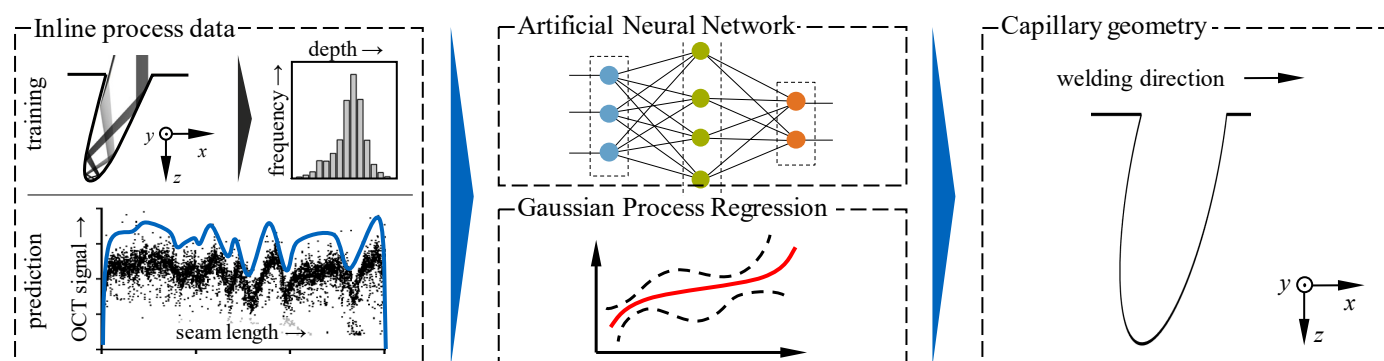 Inline process data
training
depth →
frequency →
y
x
z
prediction
OCT signal →
seam length →
Artificial Neural Network
Gaussian Process Regression
Capillary geometry
welding direction
y
x
z